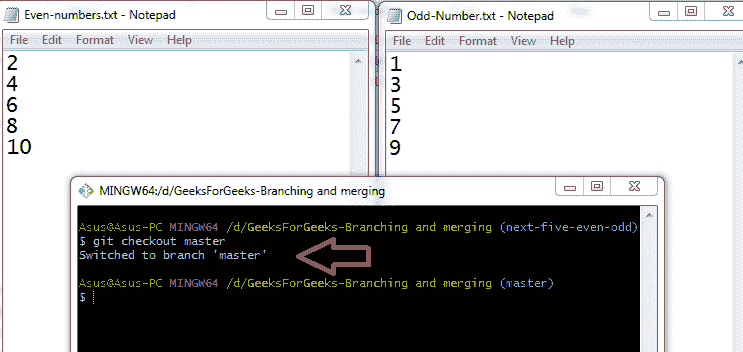 Even-numbers.txt - Notepad
File Edit Format View Help
2
4
6
8
10
Odd-Number.txt - Notepad
File Edit Format View Help
1
3
5
7
9
MINGW64:/d/GeeksForGeeks-Branching and merging
Asus@Asus-PC MINGW64 /d/GeeksForGeeks-Branching and merging (next-five-even-odd)
$ git checkout master
Switched to branch 'master'
Asus@Asus-PC MINGW64 /d/GeeksForGeeks-Branching and merging (master)
$